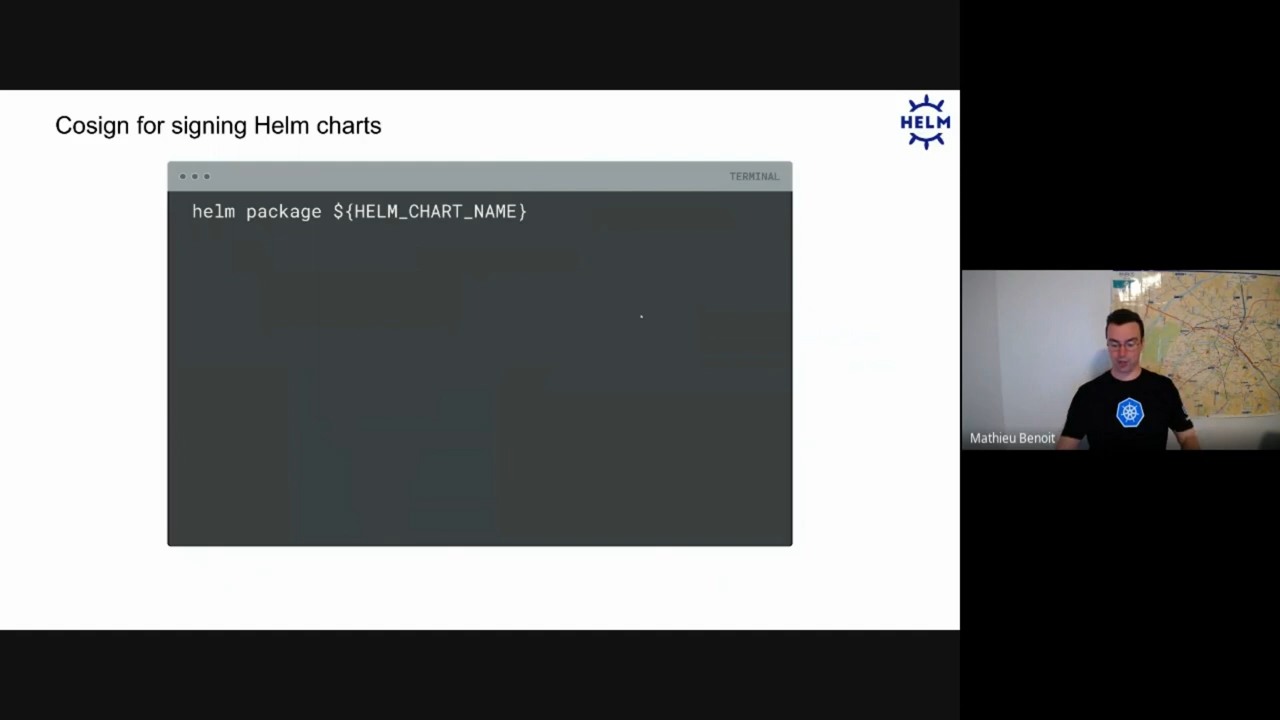 Cosign for signing Helm charts
HELM
TERMINAL
helm package ${HELM_CHART_NAME}
Mathieu Benoit